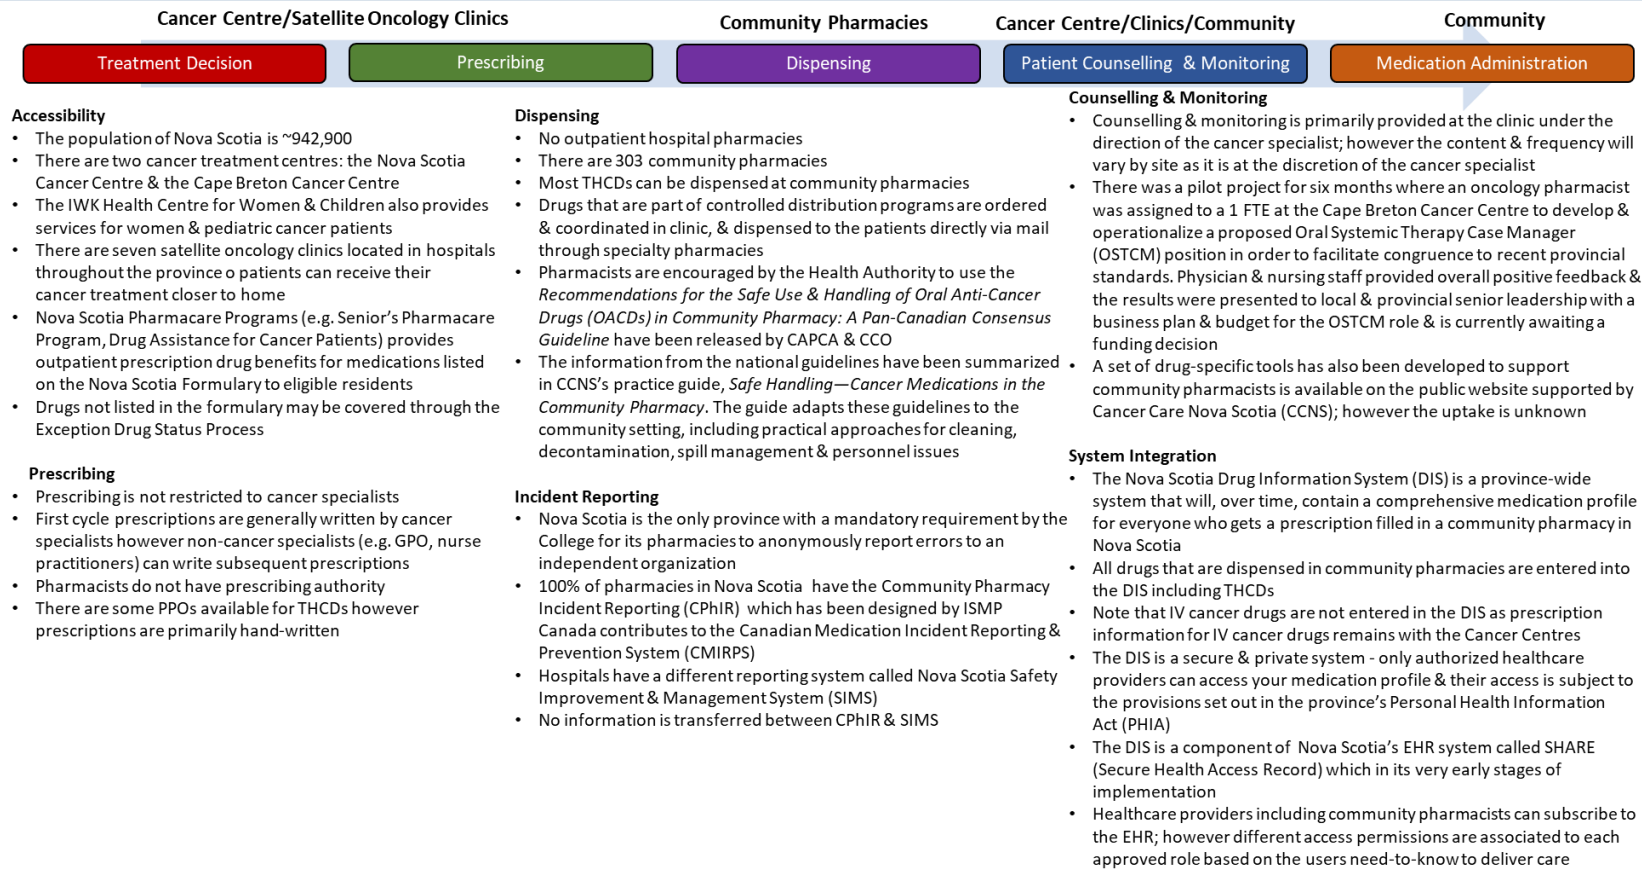 Cancer Centre/Satellite Oncology Clinics
Community Pharmacies
Cancer Centre/Clinics/Community
Community
Treatment Decision
Prescribing
Dispensing
Patient Counselling & Monitoring
Medication Administration
Accessibility
• The population of Nova Scotia is ~942,900
• There are two cancer treatment centres: the Nova Scotia
Cancer Centre & the Cape Breton Cancer Centre
• The IWK Health Centre for Women & Children also provides
services for women & pediatric cancer patients
• There are seven satellite oncology clinics located in hospitals
throughout the province o patients can receive their
cancer treatment closer to home
• Nova Scotia Pharmacare Programs (e.g. Senior's Pharmacare
Program, Drug Assistance for Cancer Patients) provides
outpatient prescription drug benefits for medications listed
on the Nova Scotia Formulary to eligible residents
• Drugs not listed in the formulary may be covered through the
Exception Drug Status Process
Prescribing
• Prescribing is not restricted to cancer specialists
• First cycle prescriptions are generally written by cancer
specialists however non-cancer specialists (e.g. GPO, nurse
practitioners) can write subsequent prescriptions
• Pharmacists do not have prescribing authority
• There are some PPOs available for THCDs however
prescriptions are primarily hand-written
Dispensing
• No outpatient hospital pharmacies
• There are 303 community pharmacies
• Most THCDs can be dispensed at community pharmacies
• Drugs that are part of controlled distribution programs are ordered
& coordinated in clinic, & dispensed to the patients directly via mail
through specialty pharmacies
• Pharmacists are encouraged by the Health Authority to use the
Recommendations for the Safe Use & Handling of Oral Anti-Cancer
Drugs (OACDs) in Community Pharmacy: A Pan-Canadian Consensus
Guideline have been released by CAPCA & CCO
• The information from the national guidelines have been summarized
in CCNS's practice guide, Safe Handling—Cancer Medications in the
Community Pharmacy. The guide adapts these guidelines to the
community setting, including practical approaches for cleaning,
decontamination, spill management & personnel issues
Incident Reporting
• Nova Scotia is the only province with a mandatory requirement by the
College for its pharmacies to anonymously report errors to an
independent organization
• 100% of pharmacies in Nova Scotia have the Community Pharmacy
Incident Reporting (CPhIR) which has been designed by ISMP
Canada contributes to the Canadian Medication Incident Reporting &
Prevention System (CMIRPS)
• Hospitals have a different reporting system called Nova Scotia Safety
Improvement & Management System (SIMS)
• No information is transferred between CPhIR & SIMS
Counselling & Monitoring
• Counselling & monitoring is primarily provided at the clinic under the
direction of the cancer specialist; however the content & frequency will
vary by site as it is at the discretion of the cancer specialist
• There was a pilot project for six months where an oncology pharmacist
was assigned to a 1 FTE at the Cape Breton Cancer Centre to develop &
operationalize a proposed Oral Systemic Therapy Case Manager
(OSTCM) position in order to facilitate congruence to recent provincial
standards. Physician & nursing staff provided overall positive feedback &
the results were presented to local & provincial senior leadership with a
business plan & budget for the OSTCM role & is currently awaiting a
funding decision
• A set of drug-specific tools has also been developed to support
community pharmacists is available on the public website supported by
Cancer Care Nova Scotia (CCNS); however the uptake is unknown
System Integration
• The Nova Scotia Drug Information System (DIS) is a province-wide
system that will, over time, contain a comprehensive medication profile
for everyone who gets a prescription filled in a community pharmacy in
Nova Scotia
• All drugs that are dispensed in community pharmacies are entered into
the DIS including THCDs
• Note that IV cancer drugs are not entered in the DIS as prescription
information for IV cancer drugs remains with the Cancer Centres
• The DIS is a secure & private system - only authorized healthcare
providers can access your medication profile & their access is subject to
the provisions set out in the province's Personal Health Information
Act (PHIA)
• The DIS is a component of Nova Scotia's EHR system called SHARE
(Secure Health Access Record) which in its very early stages of
implementation
• Healthcare providers including community pharmacists can subscribe to
the EHR; however different access permissions are associated to each
approved role based on the users need-to-know to deliver care